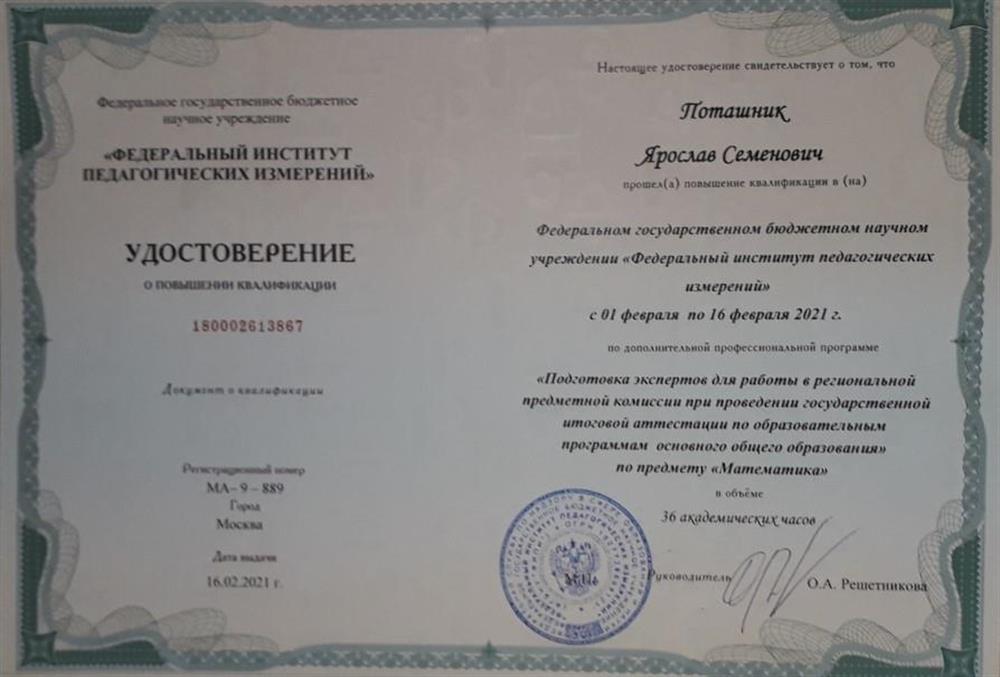 Федеральное государственное бюджетное
научное учреждение
«ФЕДЕРАЛЬНЫЙ ИНСТИТУТ
ПЕДАГОГИЧЕСКИХ ИЗМЕРЕНИЙ»
УДОСТОВЕРЕНИЕ
О ПОВЫШЕНИИ КВАЛИФИКАЦИИ
180002613867
Документ о квалификации
Регистрационный номер
МА– 9 – 889
Город
Москва
Дата выдачи
16.02.2021 г.
Настоящее удостоверение свидетельствует о том, что
Поташник
Ярослав Семенович
прошел(а) повышение квалификации в (на)
Федеральном государственном бюджетном научном
учреждении «Федеральный институт педагогических
измерений»
с 01 февраля по 16 февраля 2021 г.
по дополнительной профессиональной программе
«Подготовка экспертов для работы в региональной
предметной комиссии при проведении государственной
итоговой аттестации по образовательным
программам основного общего образования»
по предмету «Математика»
в объёме
36 академических часов
М.П.
Руководитель
О.А. Решетникова